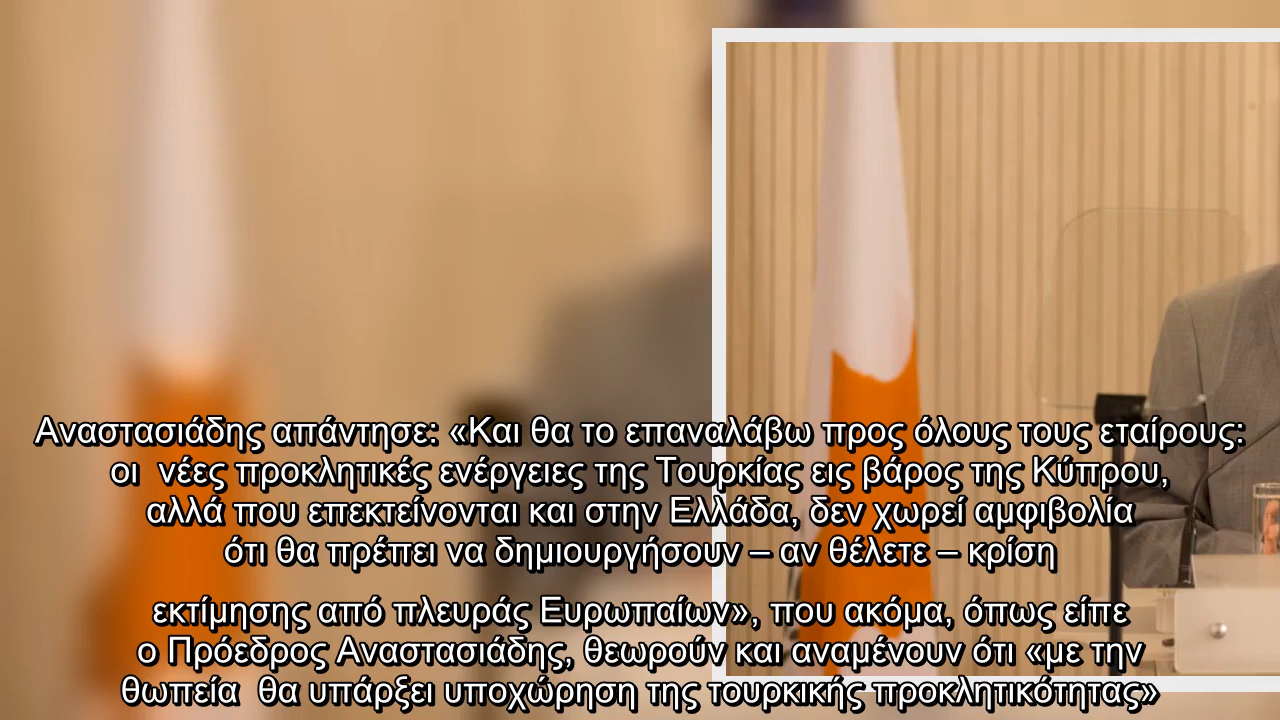 Αναστασιάδης απάντησε: «Και θα το επαναλάβω προς όλους τους εταίρους:
οι  νέες προκλητικές ενέργειες της Τουρκίας εις βάρος της Κύπρου,
αλλά που επεκτείνονται και στην Ελλάδα, δεν χωρεί αμφιβολία
ότι θα πρέπει να δημιουργήσουν – αν θέλετε – κρίση
εκτίμησης από πλευράς Ευρωπαίων», που ακόμα, όπως είπε
ο Πρόεδρος Αναστασιάδης, θεωρούν και αναμένουν ότι «με την
θωπεία  θα υπάρξει υποχώρηση της τουρκικής προκλητικότητας»